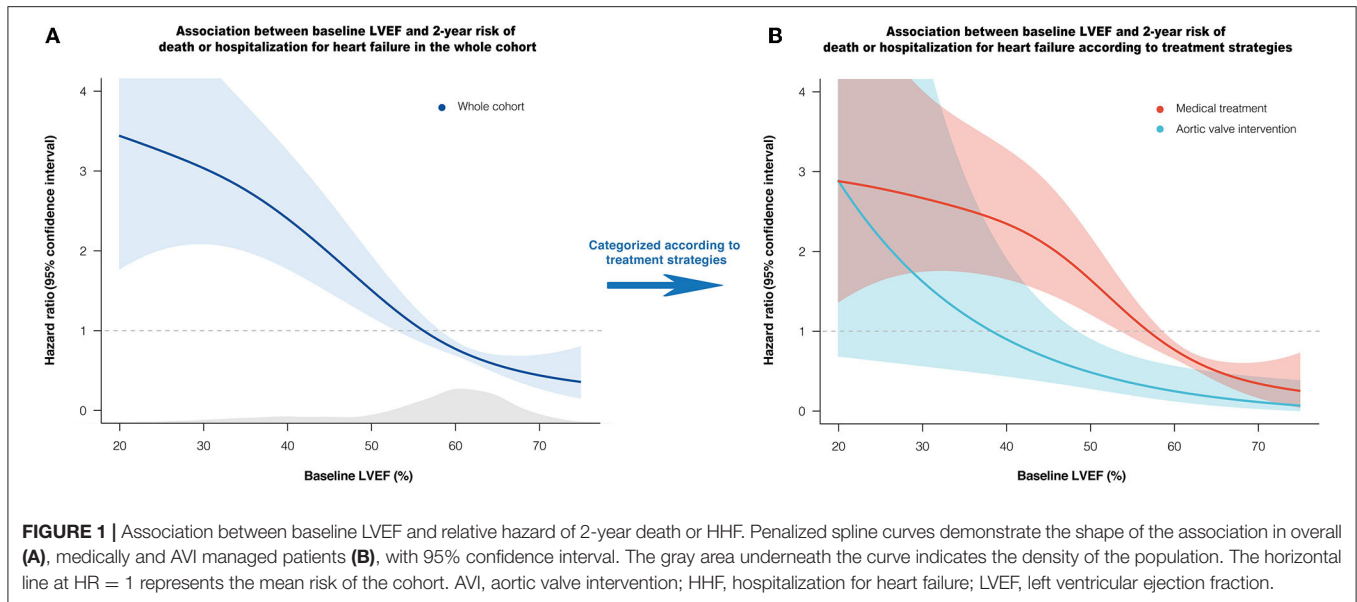 A
Association between baseline LVEF and 2-year risk of
death or hospitalization for heart failure in the whole cohort
Hazard ratio (95% confidence interval)
4
3
2
1
0
Whole cohort
20 30 40 50 60 70
Baseline LVEF (%)
Categorized according to
treatment strategies
B
Association between baseline LVEF and 2-year risk of
death or hospitalization for heart failure according to treatment strategies
Hazard ratio (95% confidence interval)
4
3
2
1
0
Medical treatment
Aortic valve intervention
20 30 40 50 60 70
Baseline LVEF (%)
FIGURE 1 | Association between baseline LVEF and relative hazard of 2-year death or HHF. Penalized spline curves demonstrate the shape of the association in overall
(A), medically and AVI managed patients (B), with 95% confidence interval. The gray area underneath the curve indicates the density of the population. The horizontal
line at HR = 1 represents the mean risk of the cohort. AVI, aortic valve intervention; HHF, hospitalization for heart failure; LVEF, left ventricular ejection fraction.